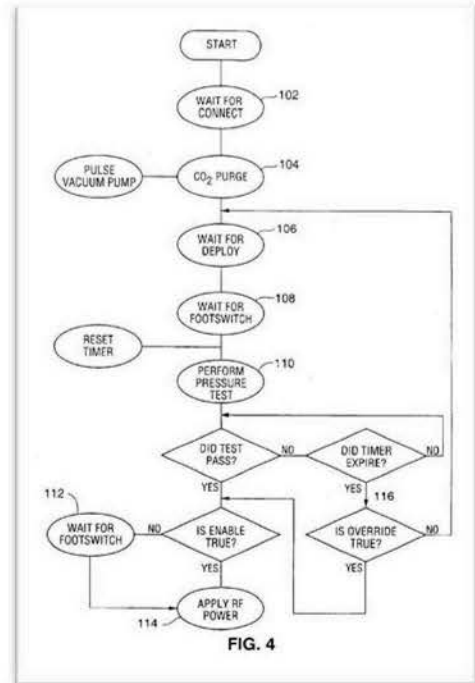 START
WAIT FOR
CONNECT
102
PULSE
VACUUM PUMP
CO₂ PURGE
104
WAIT FOR
DEPLOY
106
WAIT FOR
FOOTSWITCH
108
RESET
TIMER
PERFORM
PRESSURE
TEST
110
DID TEST
PASS?
NO
DID TIMER
EXPIRE?
NO
YES
YES
116
112
WAIT FOR
FOOTSWITCH
NO
IS ENABLE
TRUE?
IS OVERRIDE
TRUE?
NO
YES
YES
APPLY RF
POWER
114
FIG. 4